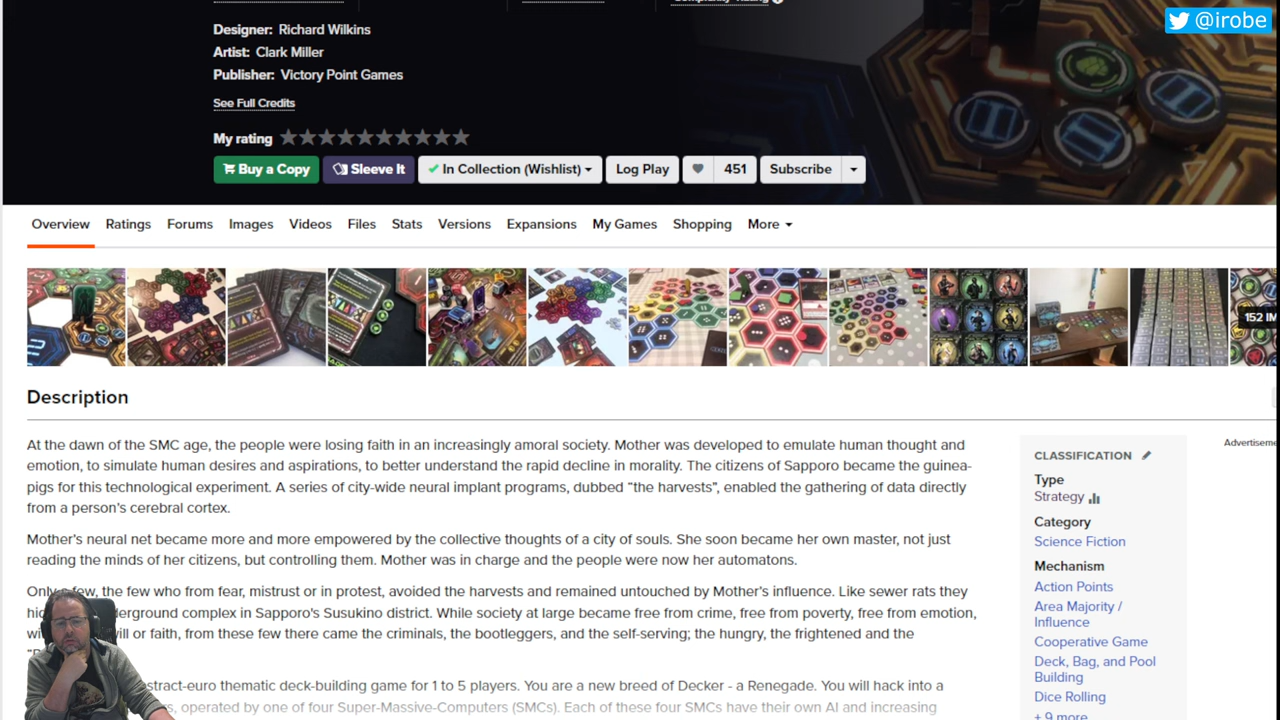 @irobe
Designer: Richard Wilkins
Artist: Clark Miller
Publisher: Victory Point Games
See Full Credits
My rating
Buy a Copy Sleeve It In Collection (Wishlist) Log Play 451 Subscribe
Overview Ratings Forums Images Videos Files Stats Versions Expansions My Games Shopping More
152 IM
Description
At the dawn of the SMC age, the people were losing faith in an increasingly amoral society. Mother was developed to emulate human thought and
emotion, to simulate human desires and aspirations, to better understand the rapid decline in morality. The citizens of Sapporo became the guinea-
pigs for this technological experiment. A series of city-wide neural implant programs, dubbed “the harvests”, enabled the gathering of data directly
from a person’s cerebral cortex.
Mother’s neural net became more and more empowered by the collective thoughts of a city of souls. She soon became her own master, not just
reading the minds of her citizens, but controlling them. Mother was in charge and the people were now her automatons.
Only a few, the few who from fear, mistrust or in protest, avoided the harvests and remained untouched by Mother’s influence. Like sewer rats they
complex in Sapporo’s Susukino district. While society at large became free from crime, free from poverty, free from emotion,
or faith, from these few there came the criminals, the bootleggers, and the self-serving; the hungry, the frightened and the
thematic deck-building game for 1 to 5 players. You are a new breed of Decker - a Renegade. You will hack into a
operated by one of four Super-Massive-Computers (SMCs). Each of these four SMCs have their own AI and increasing
Advertiseme
CLASSIFICATION
Type
Strategy
Category
Science Fiction
Mechanism
Action Points
Area Majority /
Influence
Cooperative Game
Deck, Bag, and Pool
Building
Dice Rolling
+ 9 more